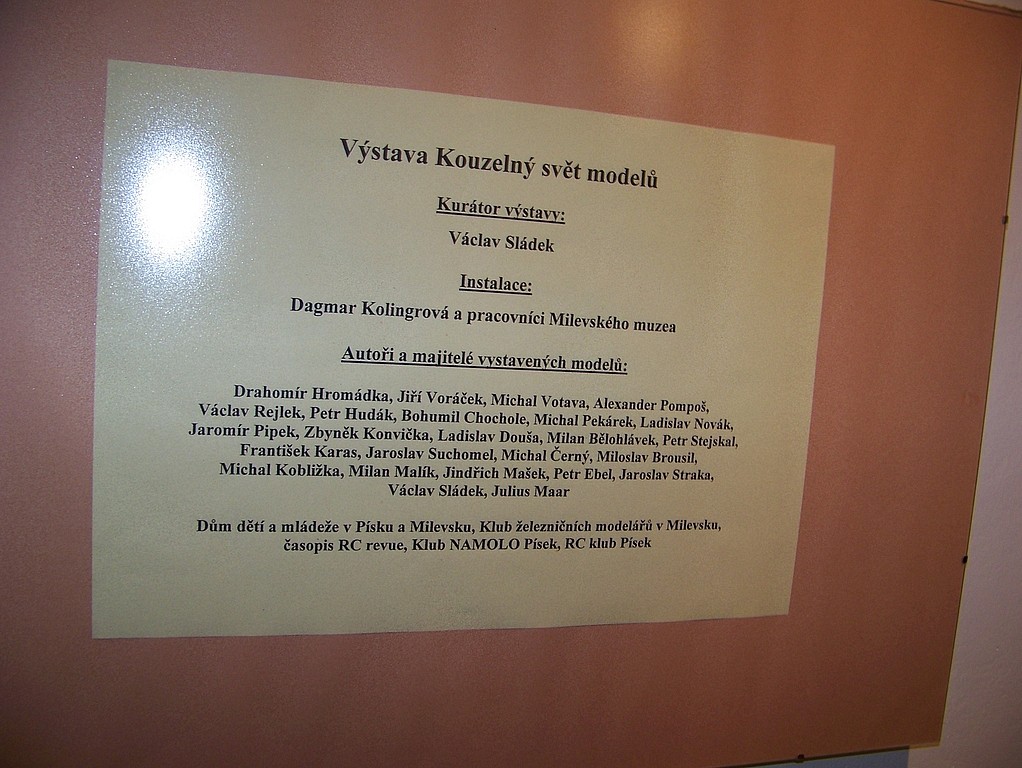 Výstava Kouzelný svět modelů
Kurátor výstavy:
Václav Sládek
Instalace:
Dagmar Kolingrová a pracovníci Milevského muzea
Autoři a majitelé vystavených modelů:
Drahomír Hromádka, Jiří Voráček, Michal Votava, Alexander Pompoš,
Václav Rejlek, Petr Hudák, Bohumil Chochole, Michal Pekárek, Ladislav Novák,
Jaromír Pipek, Zbyněk Konvička, Ladislav Douša, Milan Bělohlávek, Petr Stejskal,
František Karas, Jaroslav Suchomel, Michal Černý, Miloslav Brousil,
Michal Kobližka, Milan Malík, Jindřich Mašek, Petr Ebel, Jaroslav Straka,
Václav Sládek, Julius Maar
Dům dětí a mládeže v Písku a Milevsku, Klub železničních modelářů v Milevsku,
časopis RC revue, Klub NAMOLO Písek, RC klub Písek